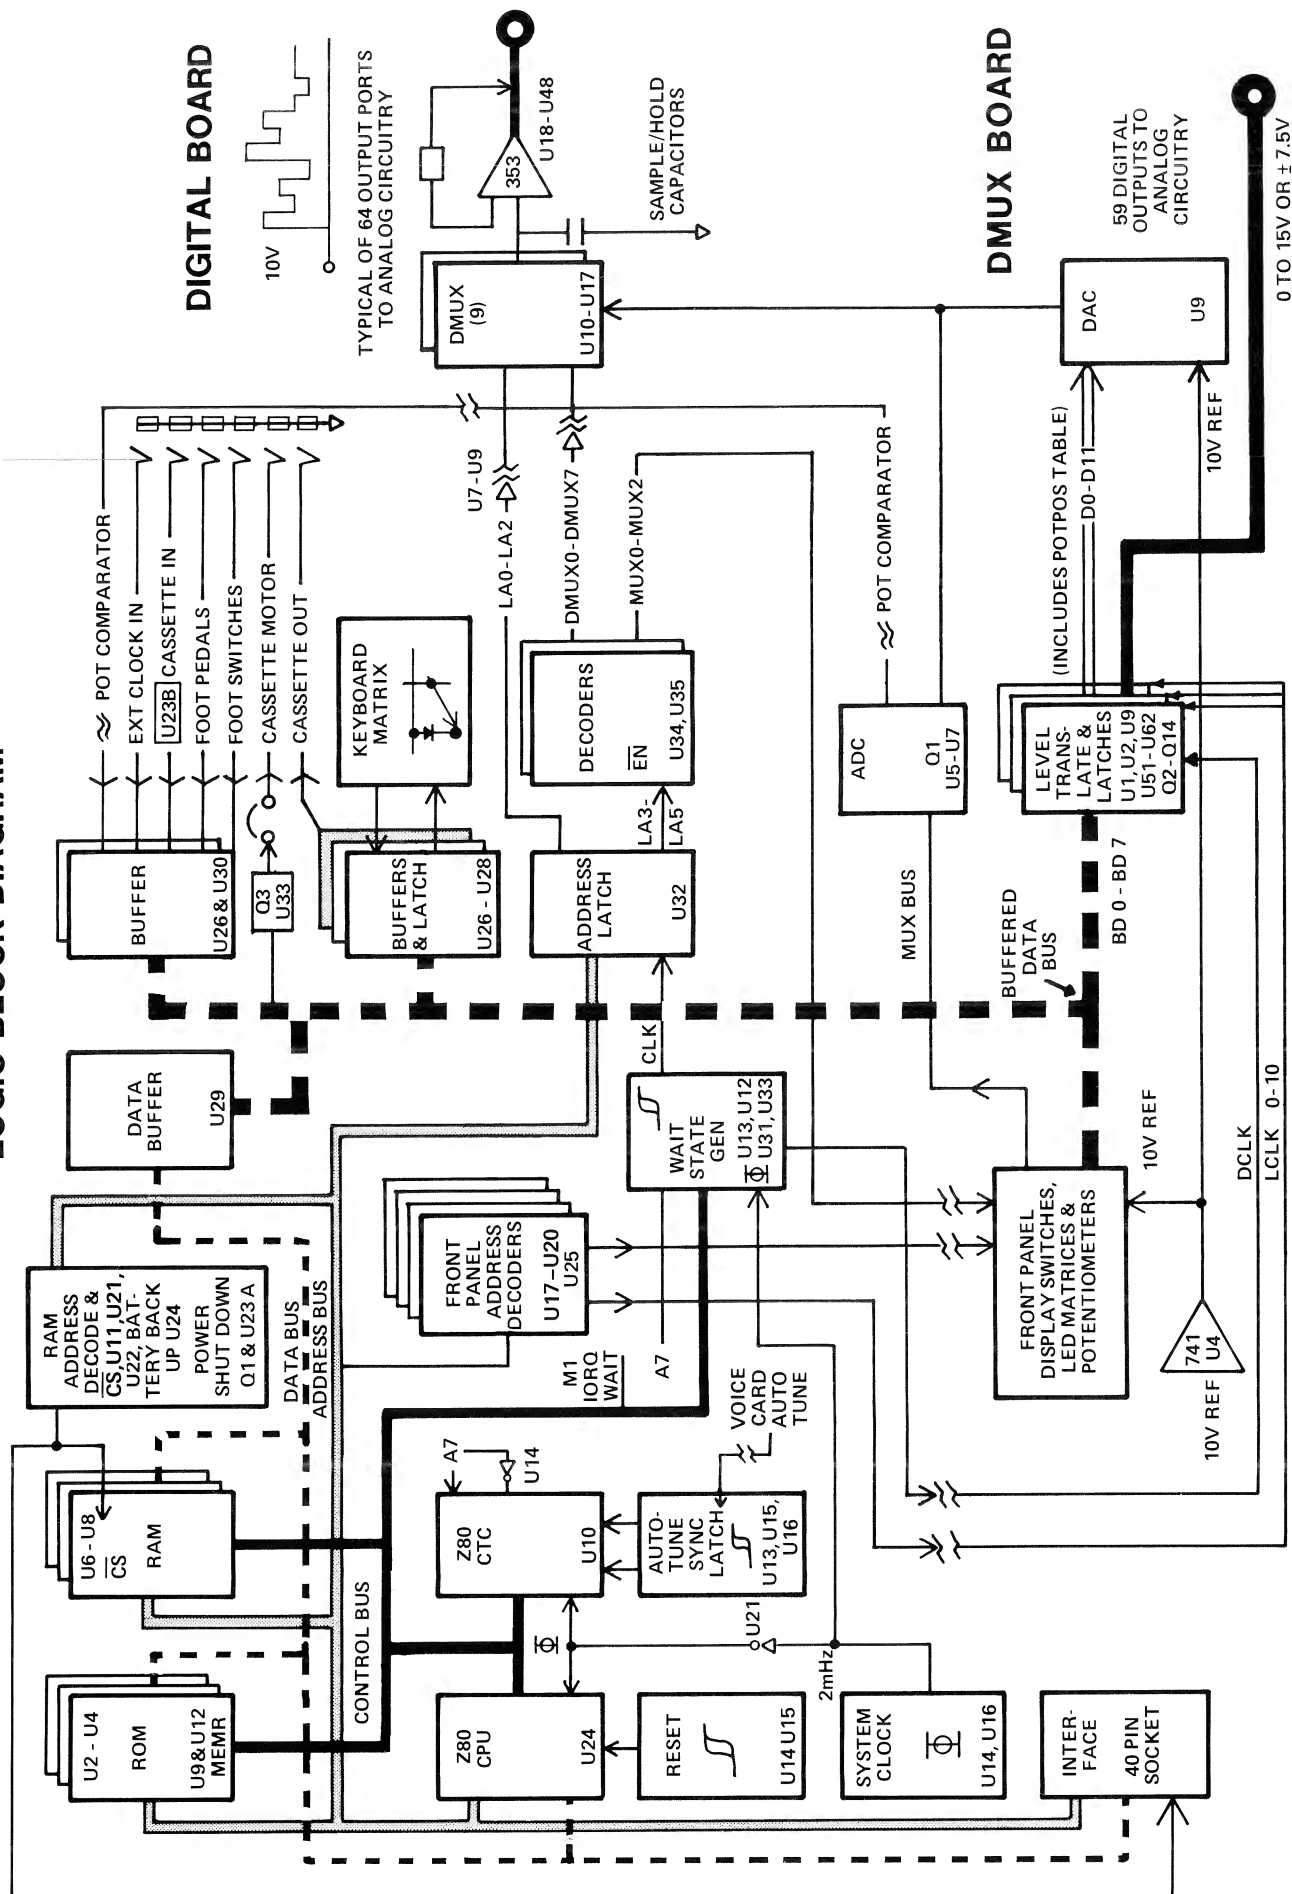 LOGIC BLOCK DIAGRAM
DIGITAL BOARD
10V
TYPICAL OF 64 OUTPUT PORTS
TO ANALOG CIRCUITRY
353
U18-U48
SAMPLE/HOLD
CAPACITORS
DMUX
(9)
U10-U17
DMUX BOARD
59 DIGITAL
OUTPUTS TO
ANALOG
CIRCUITRY
0 TO 15V OR ± 7.5V
DAC
U9
10V REF
(INCLUDES POTPOS TABLE)
D0-D11
POT COMPARATOR
EXT CLOCK IN
U23B
CASSETTE IN
FOOT PEDALS
FOOT SWITCHES
CASSETTE MOTOR
CASSETTE OUT
U7-U9
LA0-LA2
DMUX0-DMUX7
MUX0-MUX2
POT COMPARATOR
BUFFER
U26 & U30
Q3
U33
KEYBOARD
MATRIX
BUFFERS
& LATCH
U26 - U28
DECODERS
EN
U34, U35
ADDRESS
LATCH
U32
LA3-
LA5
ADC
Q1
U5-U7
LEVEL
TRANS-
LATE &
LATCHES
U1, U2, U9
U51-U62
Q2-Q14
MUX BUS
BUFFERED
DATA
BUS
BD 0 - BD 7
DATA
BUFFER
U29
CLK
WAIT
STATE
GEN
Φ U13, U12
U31, U33
FRONT
PANEL
ADDRESS
DECODERS
U17-U20
U25
RAM
ADDRESS
DECODE &
CS, U11, U21,
U22, BAT-
TERY BACK
UP U24
POWER
SHUT DOWN
Q1 & U23 A
DATA BUS
ADDRESS BUS
M1
IORQ
WAIT
A7
FRONT PANEL
DISPLAY SWITCHES,
LED MATRICES &
POTENTIOMETERS
10V REF
741
U4
10V REF
DCLK
LCLK 0-10
U6 - U8
CS
RAM
A7
U14
Z80
CTC
U10
VOICE
CARD
AUTO
TUNE
AUTO-
TUNE
SYNC
LATCH
U13, U15,
U16
CONTROL BUS
Φ
U21
2mHz
U2 - U4
ROM
U9&U12
MEMR
Z80
CPU
U24
RESET
U14 U15
SYSTEM
CLOCK
Φ
U14, U16
INTER-
FACE
40 PIN
SOCKET